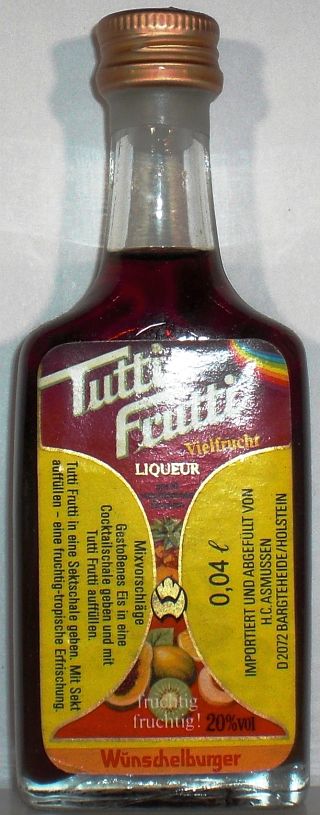 Tutti
Frutti
Vielfrucht
LIQUEUR
Mixvorschläge
Gestoßenes Eis in eine
Cocktailschale geben und mit
Tutti Frutti auffüllen.
Tutti Frutti in eine Sektschale geben. Mit Sekt
auffüllen – eine fruchtig-tropische Erfrischung.
0,04 ℓ
IMPORTIERT UND ABGEFÜLT VON
H.C. ASMUSSEN
D2072 BARGTEHEIDE/HOLSTEIN
fruchtig
fruchtig!
20%vol
Wünschelburger